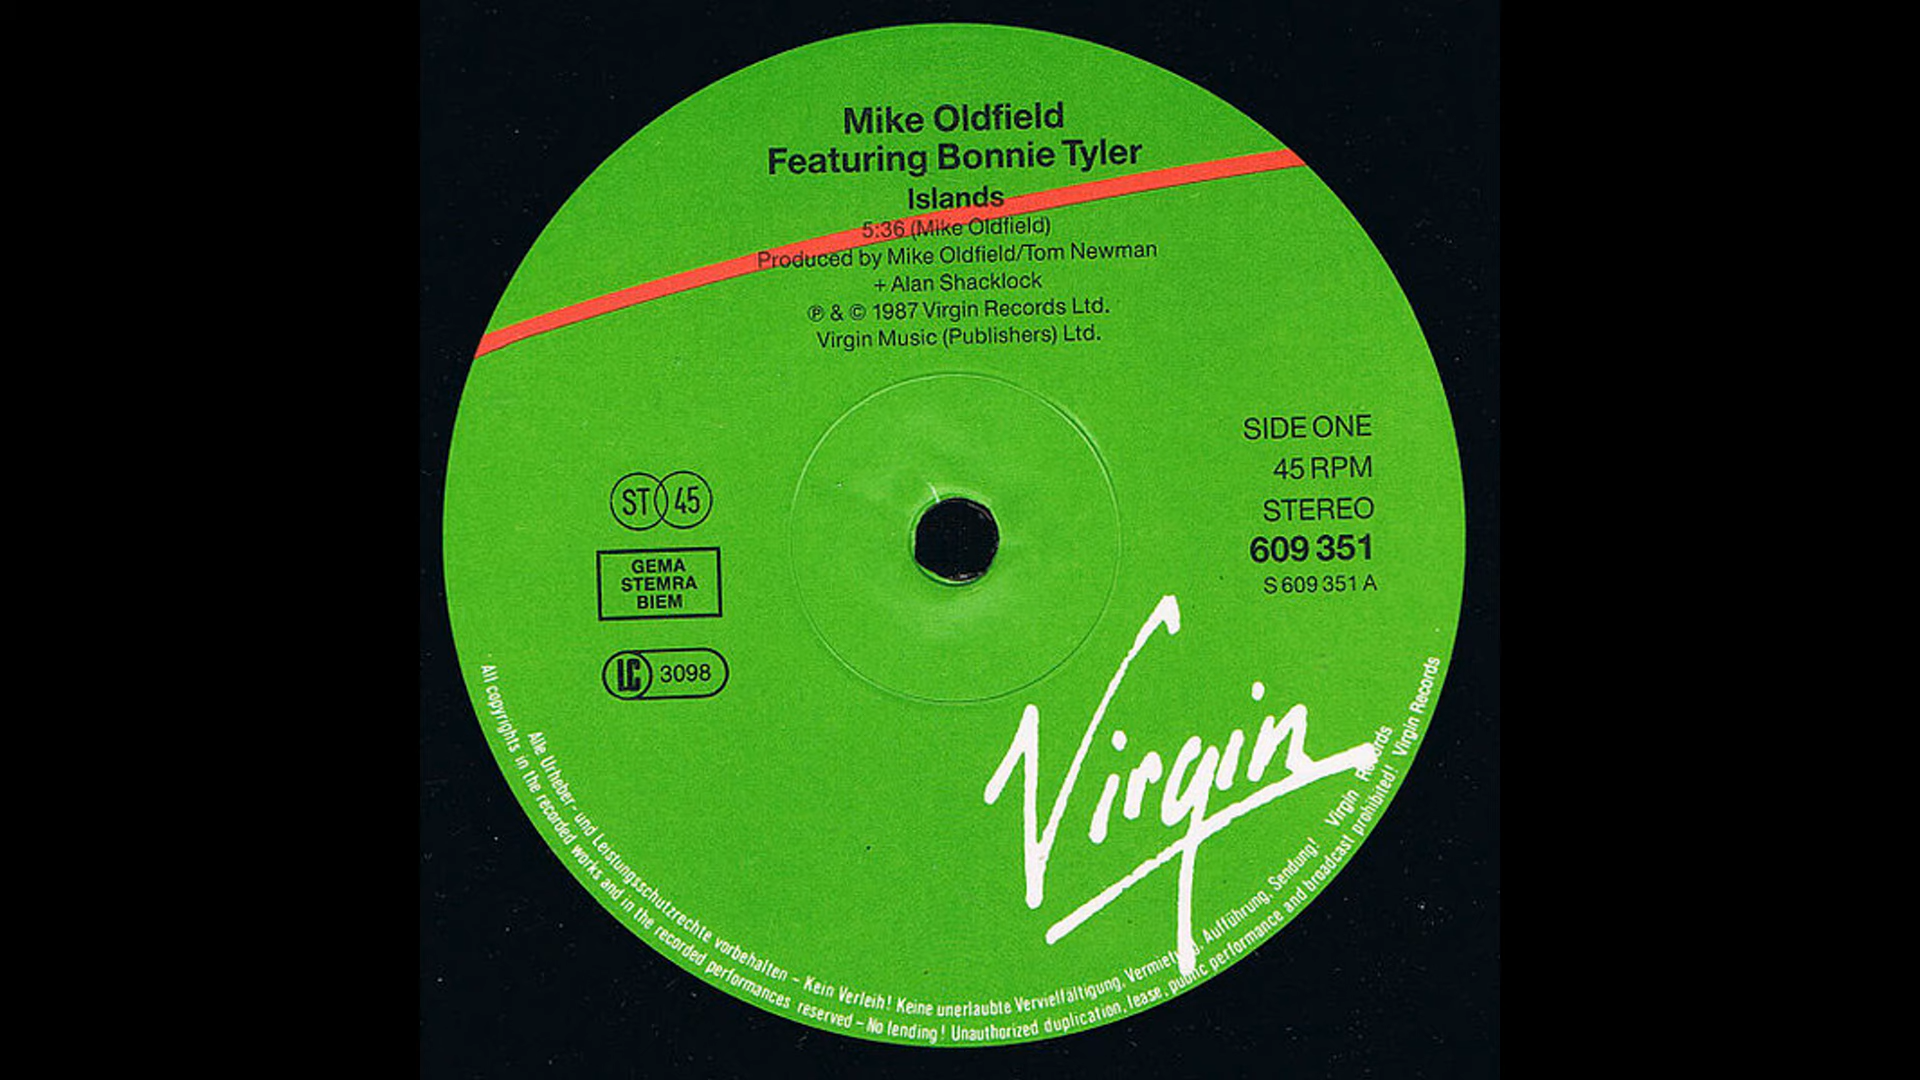 Mike Oldfield
Featuring Bonnie Tyler
Islands
5:36 (Mike Oldfield)
Produced by Mike Oldfield/Tom Newman
+ Alan Shacklock
℗ & © 1987 Virgin Records Ltd.
Virgin Music (Publishers) Ltd.
SIDE ONE
45 RPM
STEREO
609 351
S 609 351 A
ST 45
GEMA
STEMRA
BIEM
LC 3098
Virgin
Alle Urheber- und Leistungsschutzrechte vorbehalten – Kein Verleih! Keine unerlaubte Vervielfältigung, Vermietung, Aufführung, Sendung! Virgin Records
All copyrights in the recorded works and in the recorded performances reserved – No lending! Unauthorized duplication, lease, public performance and broadcast prohibited! Virgin Records